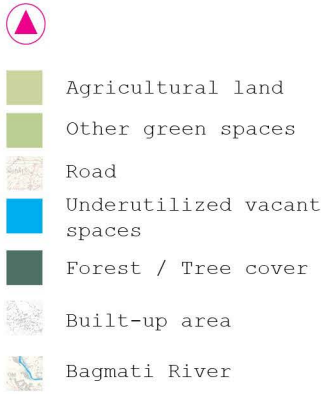 Agricultural land
Other green spaces
Road
Underutilized vacant
spaces
Forest / Tree cover
Built-up area
Bagmati River